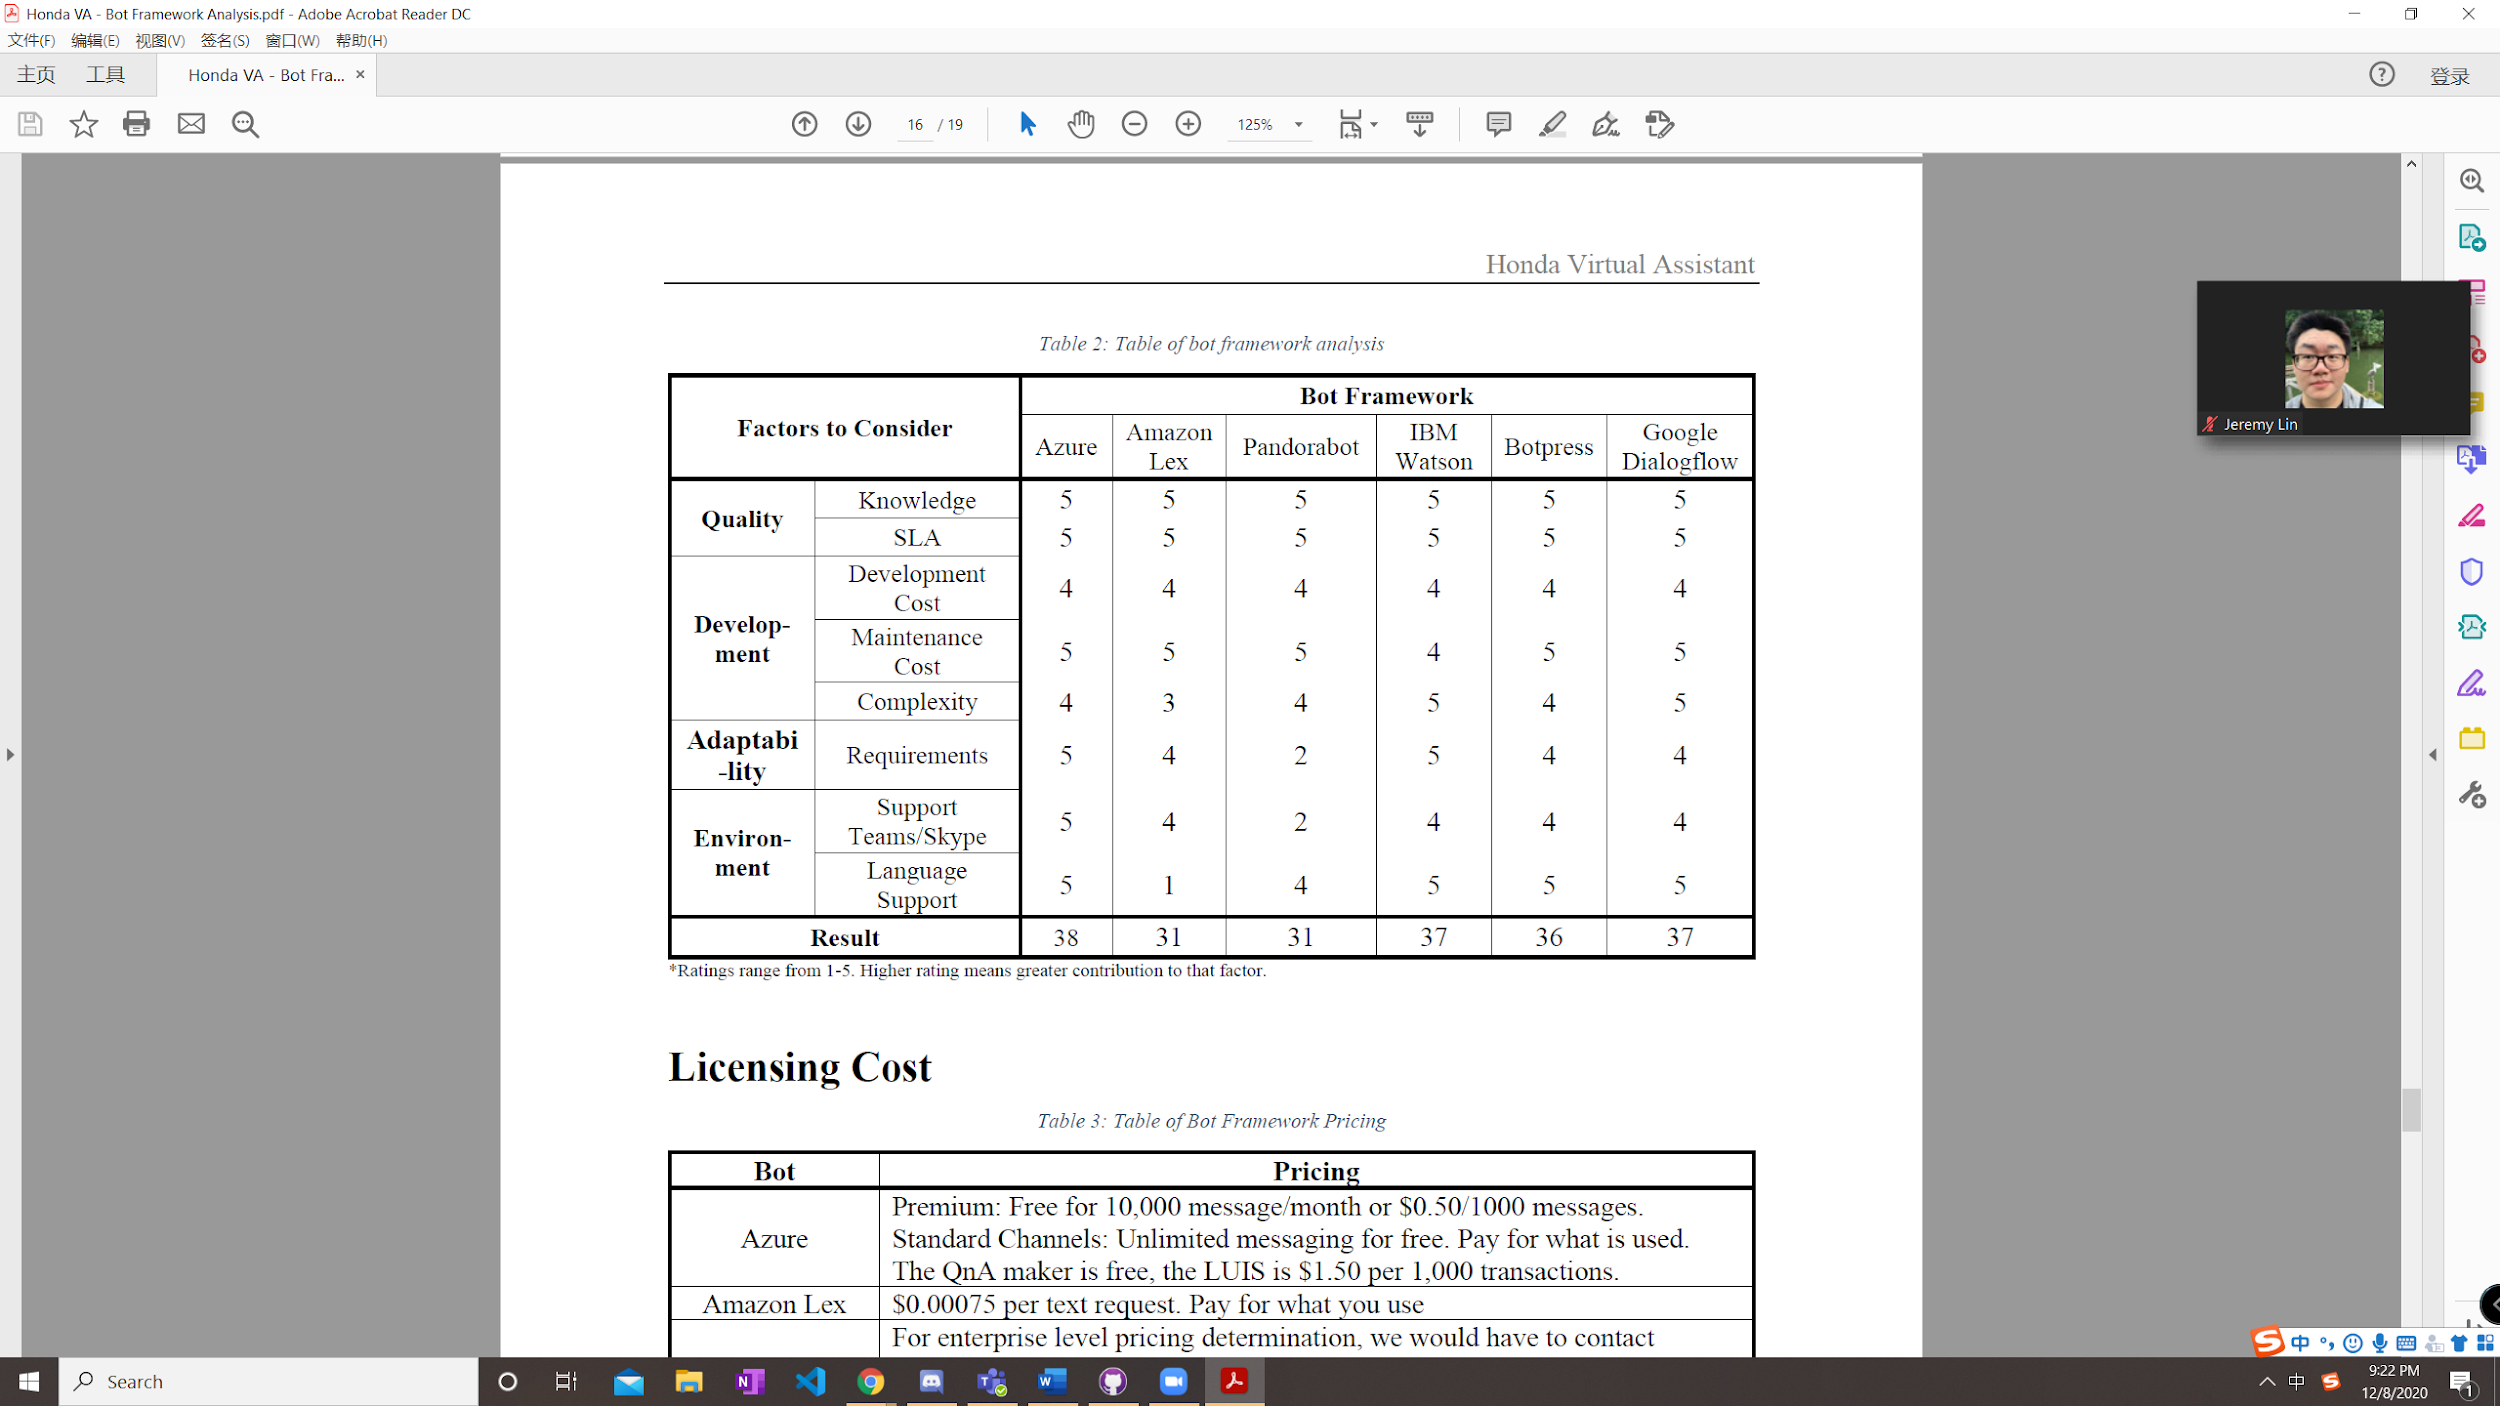 Honda VA - Bot Framework Analysis.pdf - Adobe Acrobat Reader DC
文件(F) 编辑(E) 视图(V) 签名(S) 窗口(W) 帮助(H)
主页 工具 Honda VA - Bot Fra... 登录
16 / 19 125%
Honda Virtual Assistant
Table 2: Table of bot framework analysis
Factors to Consider Bot Framework
Azure Amazon Lex Pandorabot IBM Watson Botpress Google Dialogflow
Quality Knowledge 5 5 5 5 5 5
SLA 5 5 5 5 5 5
Develop-ment Development Cost 4 4 4 4 4 4
Maintenance Cost 5 5 5 4 5 5
Complexity 4 3 4 5 4 5
Adaptabi-lity Requirements 5 4 2 5 4 4
Environ-ment Support Teams/Skype 5 4 2 4 4 4
Language Support 5 1 4 5 5 5
Result 38 31 31 37 36 37
*Ratings range from 1-5. Higher rating means greater contribution to that factor.
Jeremy Lin
Licensing Cost
Table 3: Table of Bot Framework Pricing
Bot Pricing
Azure Premium: Free for 10,000 message/month or $0.50/1000 messages.
Standard Channels: Unlimited messaging for free. Pay for what is used.
The QnA maker is free, the LUIS is $1.50 per 1,000 transactions.
Amazon Lex $0.00075 per text request. Pay for what you use
For enterprise level pricing determination, we would have to contact
中
Search
中
9:22 PM
12/8/2020
1